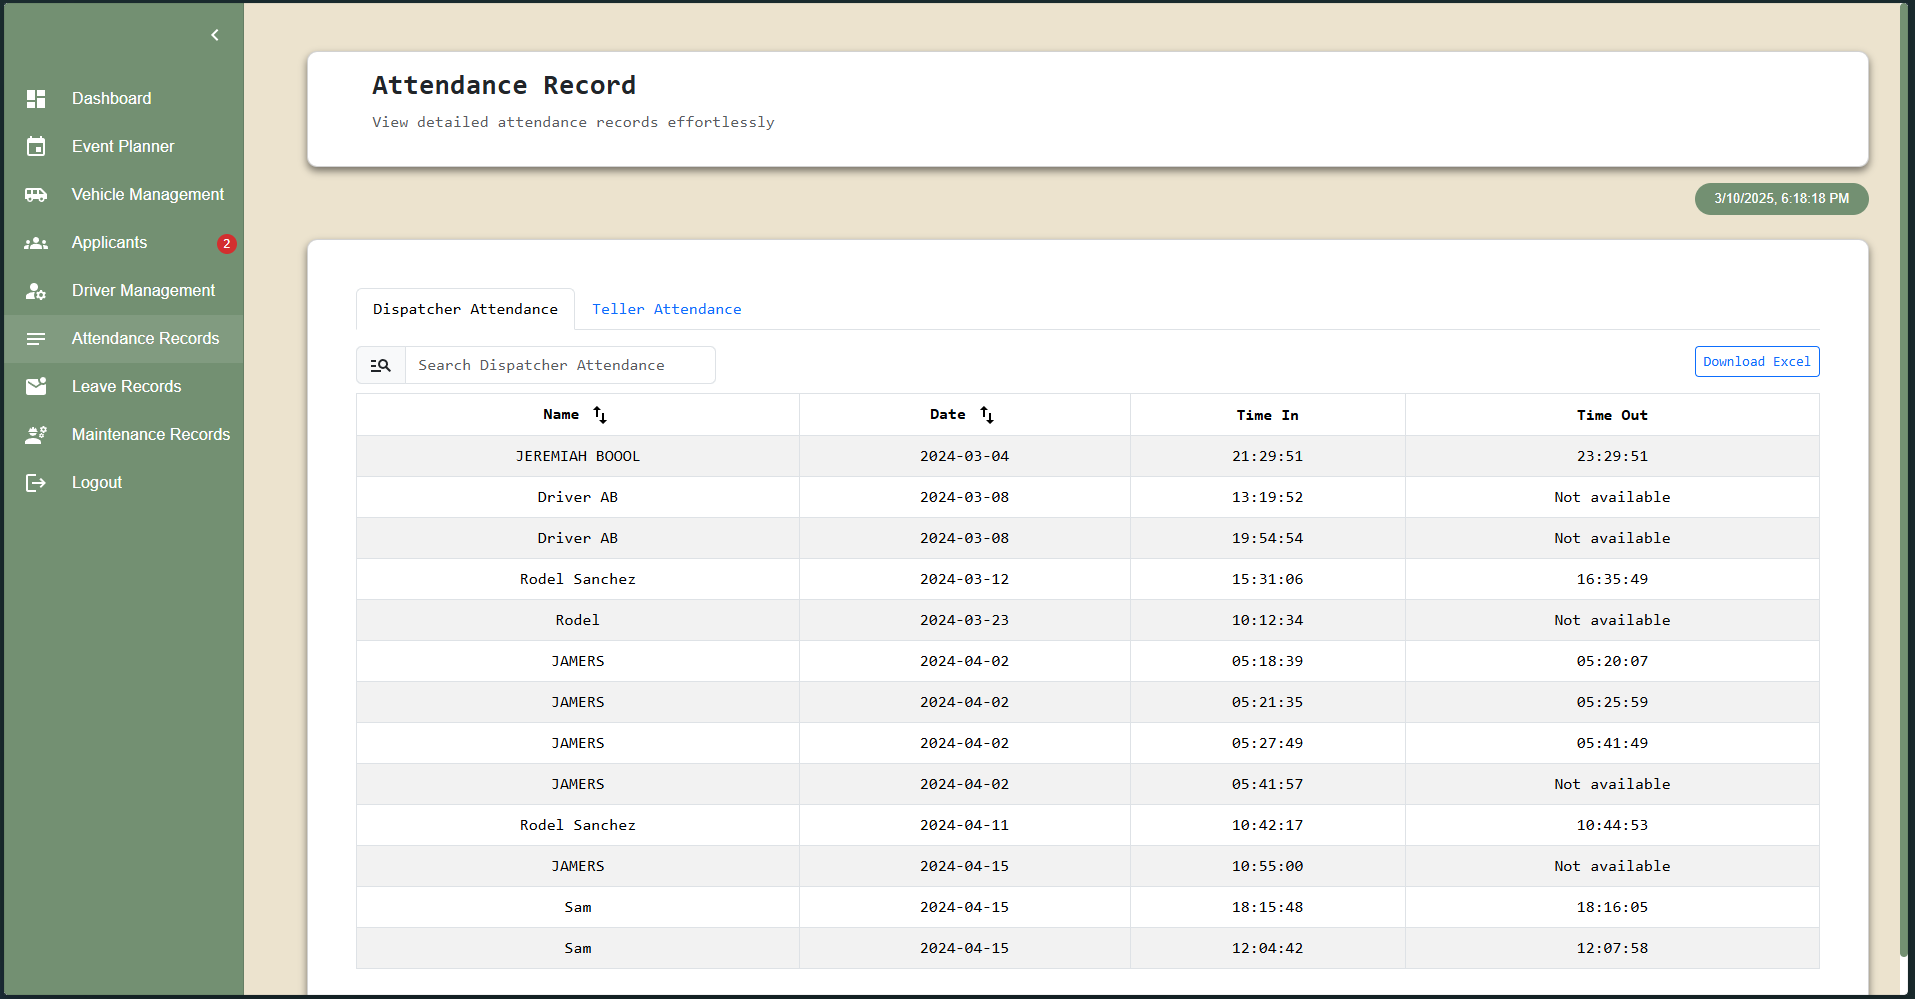 Dashboard
Event Planner
Vehicle Management
Applicants 2
Driver Management
Attendance Records
Leave Records
Maintenance Records
Logout
Attendance Record
View detailed attendance records effortlessly
3/10/2025, 6:18:18 PM
Dispatcher Attendance Teller Attendance
Search Dispatcher Attendance Download Excel
Name Date Time In Time Out
JEREMIAH BOOOL 2024-03-04 21:29:51 23:29:51
Driver AB 2024-03-08 13:19:52 Not available
Driver AB 2024-03-08 19:54:54 Not available
Rodel Sanchez 2024-03-12 15:31:06 16:35:49
Rodel 2024-03-23 10:12:34 Not available
JAMERS 2024-04-02 05:18:39 05:20:07
JAMERS 2024-04-02 05:21:35 05:25:59
JAMERS 2024-04-02 05:27:49 05:41:49
JAMERS 2024-04-02 05:41:57 Not available
Rodel Sanchez 2024-04-11 10:42:17 10:44:53
JAMERS 2024-04-15 10:55:00 Not available
Sam 2024-04-15 18:15:48 18:16:05
Sam 2024-04-15 12:04:42 12:07:58